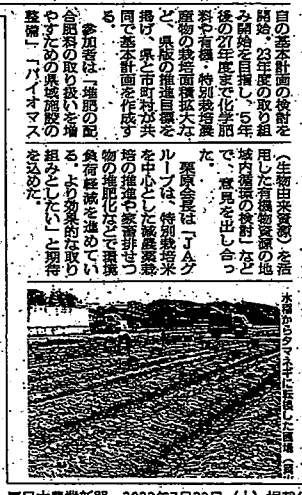 自の基本計画の検討を
開始。23年度の取り組
み開始を目指し、5年
後の27年度まで化学肥
料や有機・特別栽培農
産物の栽培面積拡大な
ど、県版の推進目標を
掲げ、県と市町村が共
同で基本計画を作成す
る。
参加者は「堆肥の配
合肥料の取り扱いを増
やすための県域施設の
整備」、「バイオマス
（生物由来資源）を活
用した有機物資源の地
域内循環の検討」など
で、意見を出し合っ
た。
栗原会長は「JAグ
ループは、特別栽培米
を中心とした減農薬栽
培の推進や家畜排せつ
物の堆肥化などで環境
負荷軽減を進めてい
る。より効果的な取り
組みとしたい」と期待
を込めた。
水稲からタマネギに転換した圃場